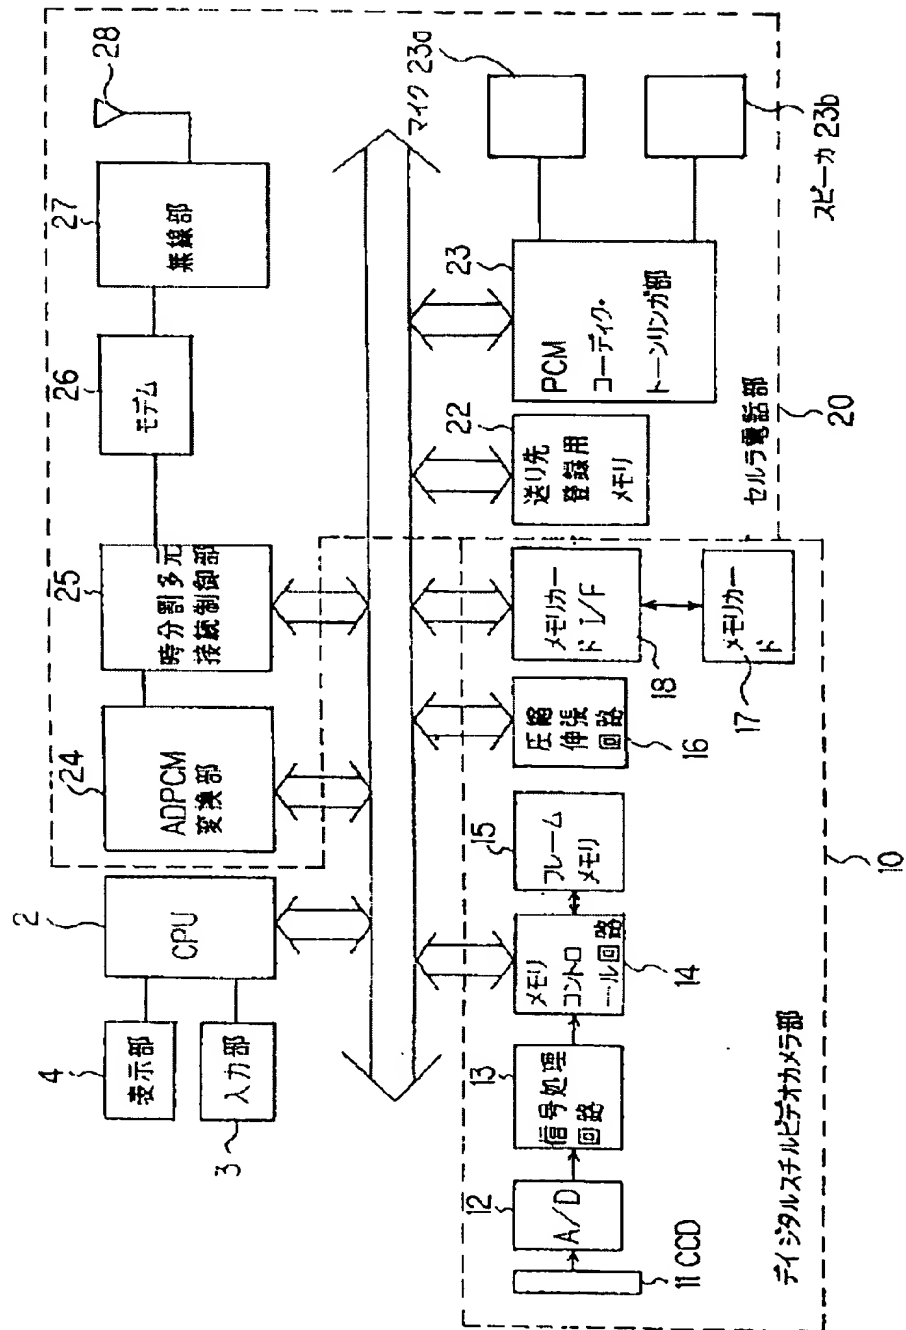 4
表示部
入力部
3
2
CPU
24
ADPCM
変換部
25
時分割多元
接続制御部
26
モデム
27
無線部
28
11 CCD
12
A/D
13
信号処理
回路
14
メモリ
コントロ
ール回路
15
フレーム
メモリ
16
圧縮
伸張
回路
18
メモリカー
ド I/F
17
メモリカー
ド
22
送り先
登録用
メモリ
23
PCM
コーディク・
トーンリンガ部
マイク 23a
スピーカ 23b
セルラ電話部
20
ディジタルスチルビデオカメラ部
10